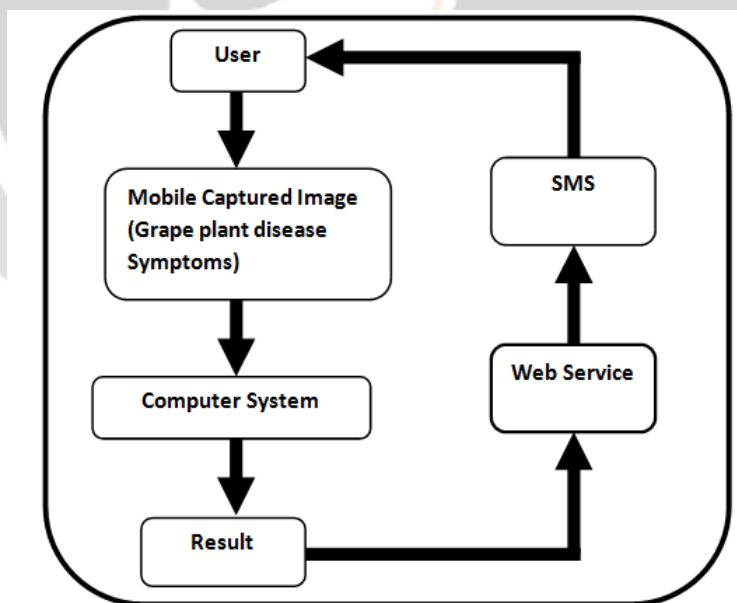 User
Mobile Captured Image
(Grape plant disease
Symptoms)
Computer System
Result
Web Service
SMS